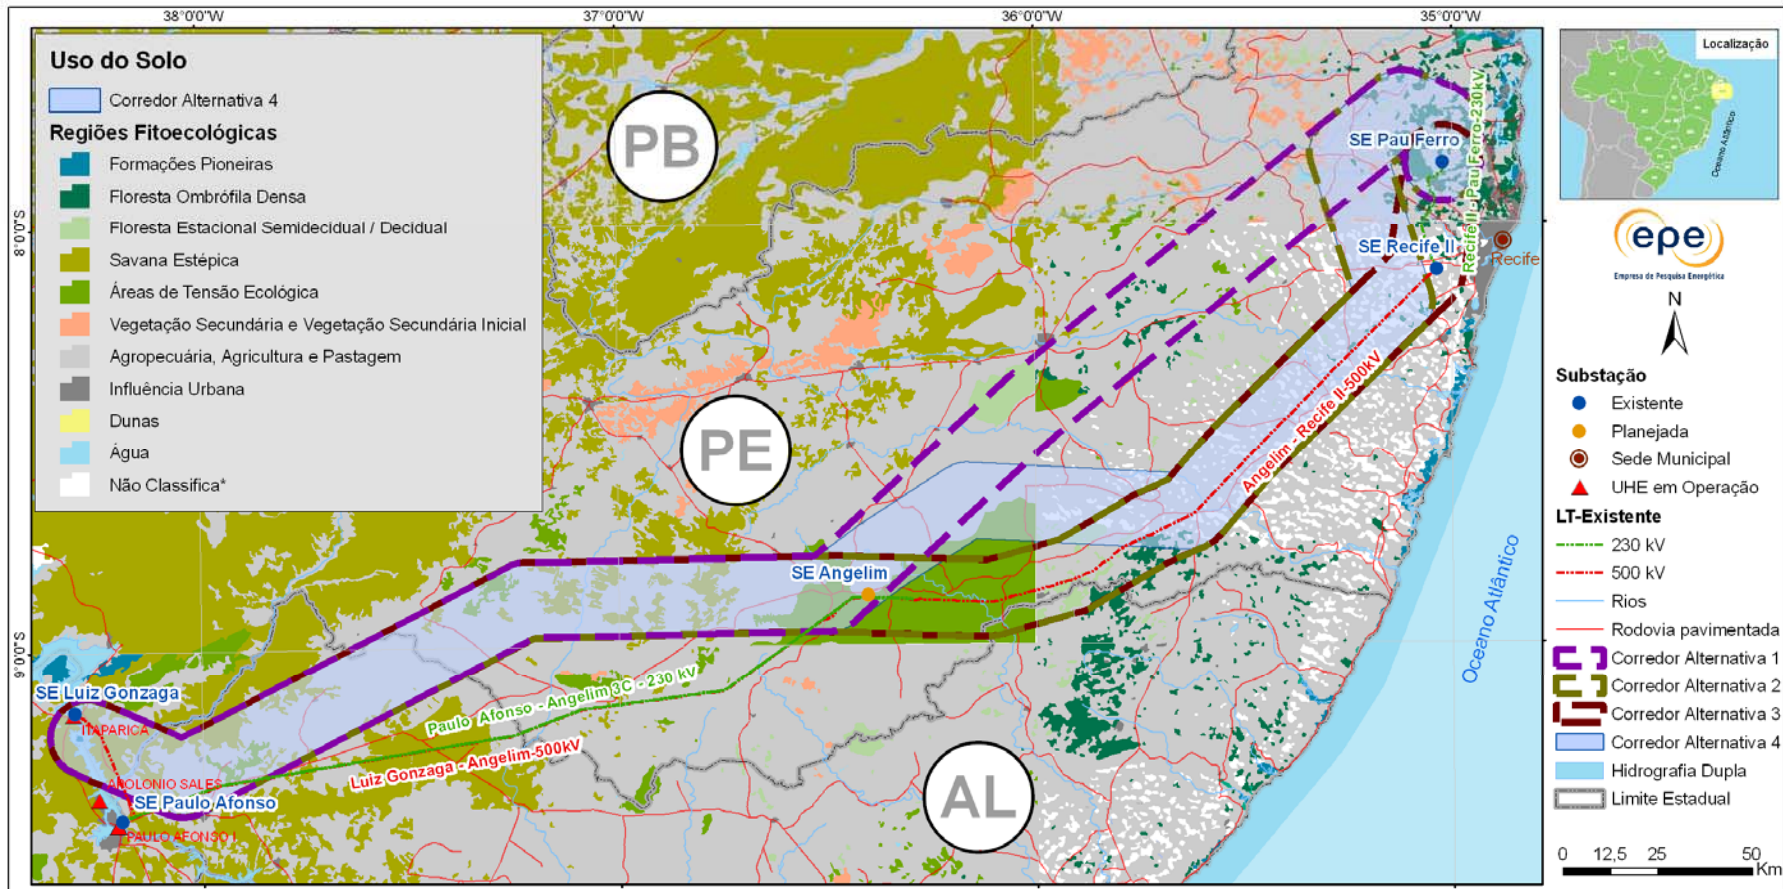 38°0'0"W
37°0'0"W
36°0'0"W
35°0'0"W
8°0'0"S
9°0'0"S
Uso do Solo
Corredor Alternativa 4
Regiões Fitoecológicas
Formações Pioneiras
Floresta Ombrófila Densa
Floresta Estacional Semidecidual / Decidual
Savana Estépica
Áreas de Tensão Ecológica
Vegetação Secundária e Vegetação Secundária Inicial
Agropecuária, Agricultura e Pastagem
Influência Urbana
Dunas
Água
Não Classifica*
PB
PE
AL
SE Pau Ferro
Recife II - Pau Ferro-230kV
SE Recife II
Recife
Angelim - Recife II-500kV
SE Angelim
Paulo Afonso - Angelim 3C - 230 kV
Luiz Gonzaga - Angelim-500kV
SE Luiz Gonzaga
ITAPARICA
APOLONIO SALES
SE Paulo Afonso
PAULO AFONSO I
Oceano Atlântico
Localização
Oceano Atlântico
epe
Empresa de Pesquisa Energética
N
Substação
Existente
Planejada
Sede Municipal
UHE em Operação
LT-Existente
230 kV
500 kV
Rios
Rodovia pavimentada
Corredor Alternativa 1
Corredor Alternativa 2
Corredor Alternativa 3
Corredor Alternativa 4
Hidrografia Dupla
Limite Estadual
0 12,5 25 50
Km